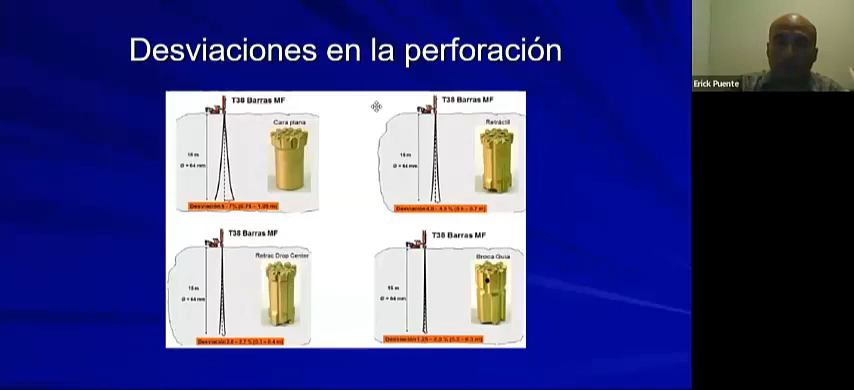 Desviaciones en la perforación
Erick Puente
T38 Barras MF
Cara plana
15 m
Ø = 64 mm
T38 Barras MF
Retráctil
15 m
Ø = 64 mm
T38 Barras MF
Retrac Drop Center
15 m
Ø = 64 mm
T38 Barras MF
Broca Guía
15 m
Ø = 64 mm